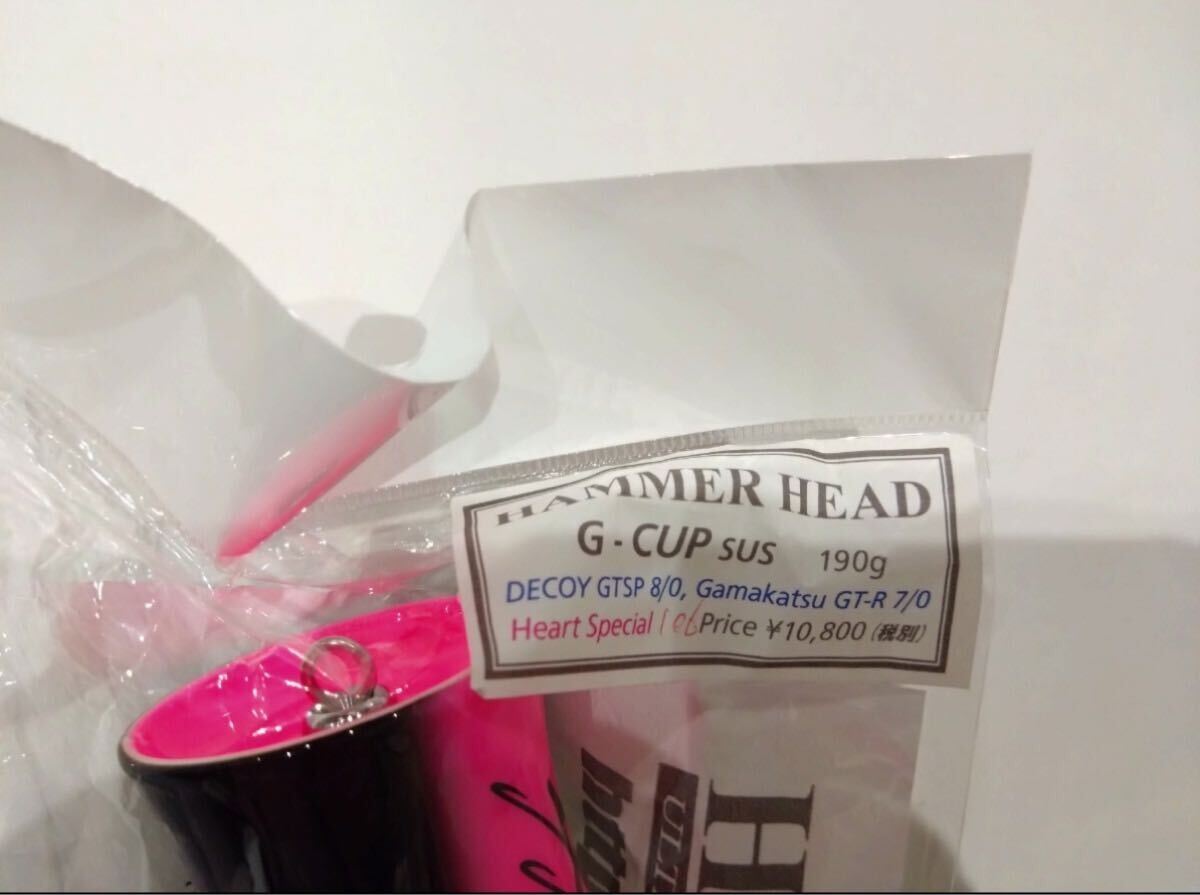 HAMMER HEAD
G - CUP SUS 190g
DECOY GTSP 8/0, Gamakatsu GT-R 7/0
Heart Special Price ¥10,800 (税別)